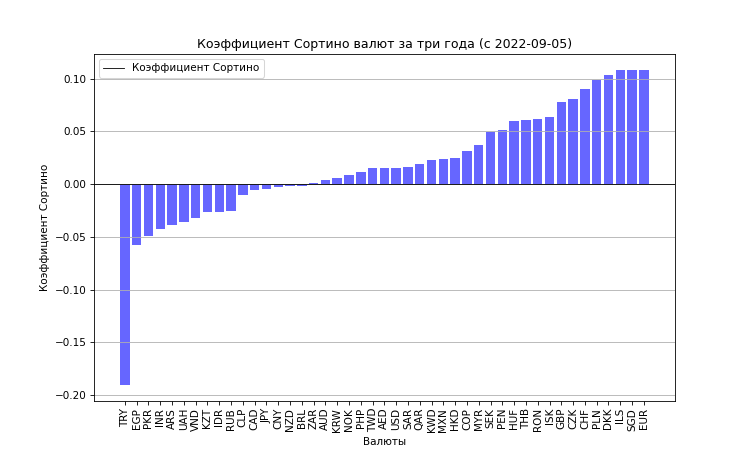 Коэффициент Сортино валют за три года (с 2022-09-05)
Коэффициент Сортино
0.10
0.05
0.00
−0.05
−0.10
−0.15
−0.20
Коэффициент Сортино
TRY EGP PKR INR ARS UAH VND KZT IDR RUB CLP CAD JPY CNY NZD BRL ZAR AUD KRW NOK PHP TWD AED USD SAR QAR KWD MXN HKD COP MYR SEK PEN HUF THB RON ISK GBP CZK CHF PLN DKK ILS SGD EUR
Валюты